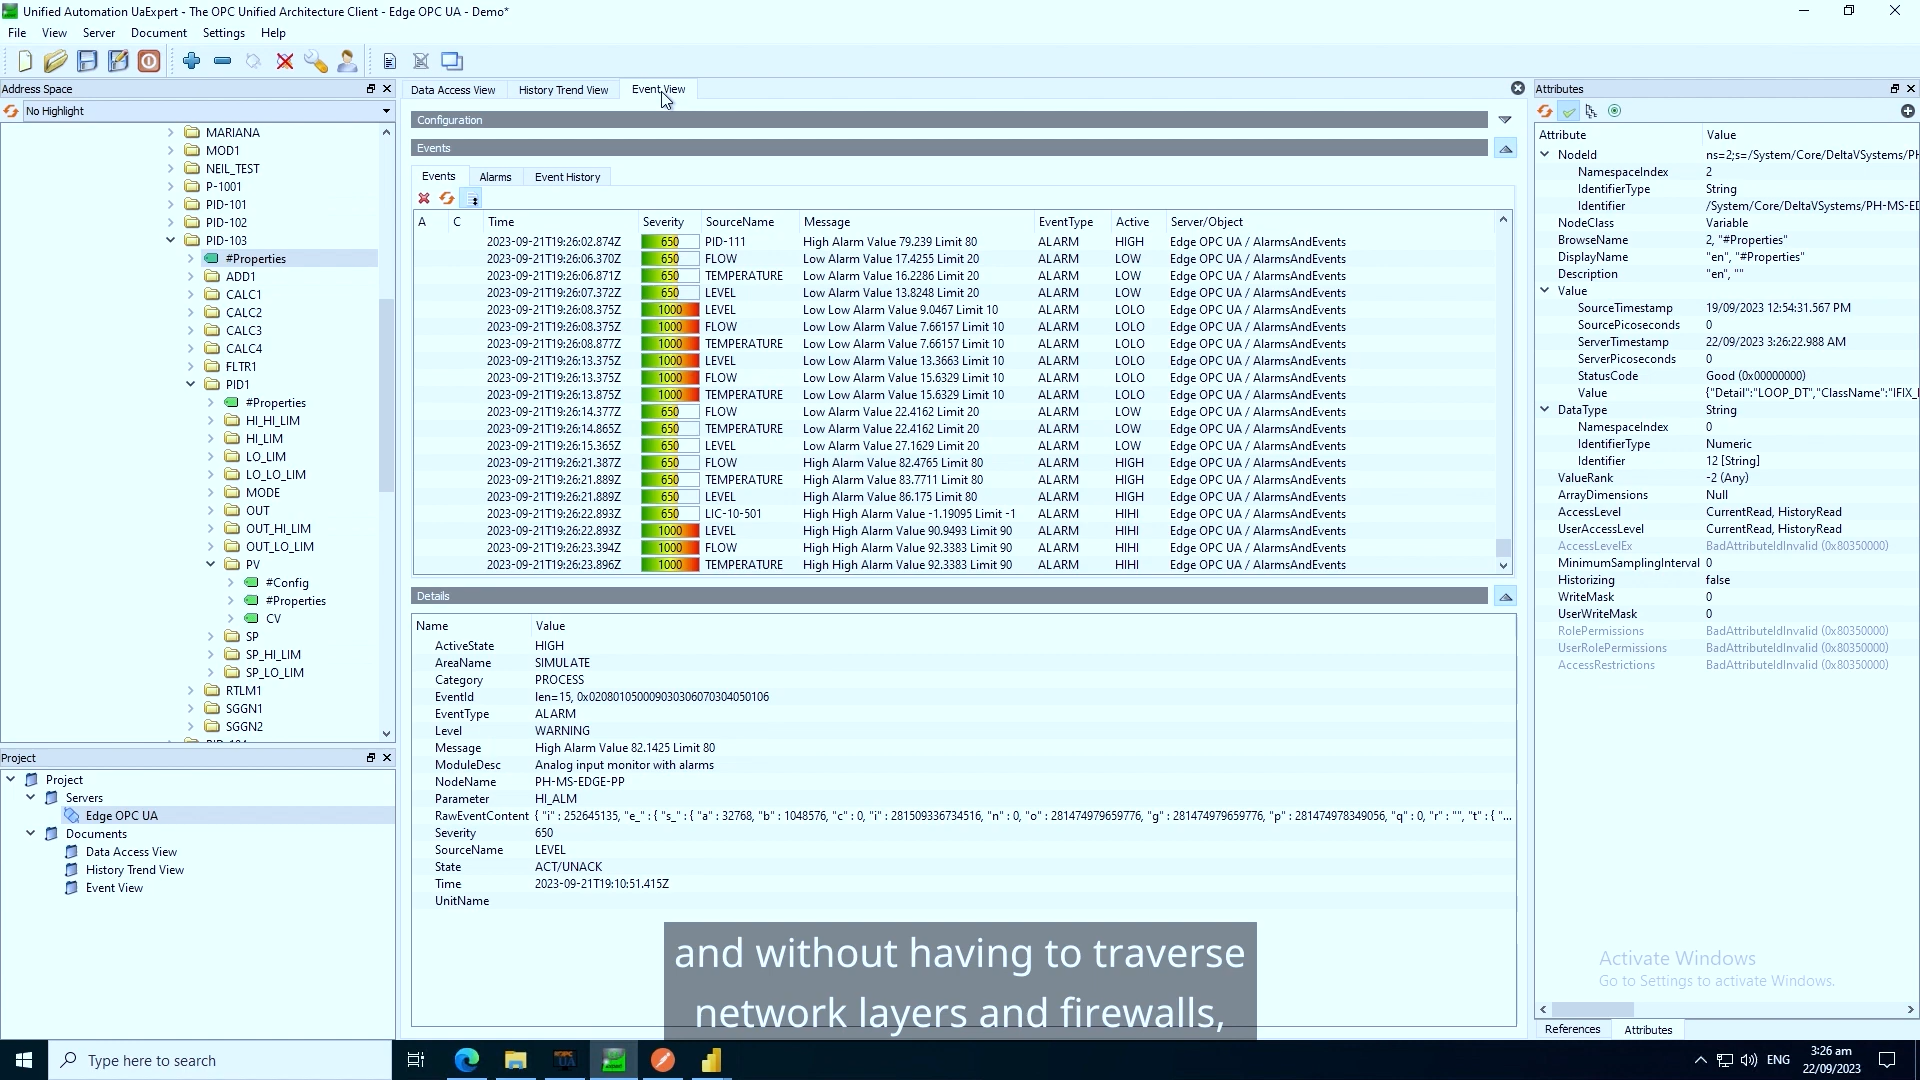 Unified Automation UaExpert - The OPC Unified Architecture Client - Edge OPC UA - Demo*
File View Server Document Settings Help
Address Space
No Highlight
MARIANA
MOD1
NEIL_TEST
P-1001
PID-101
PID-102
PID-103
#Properties
ADD1
CALC1
CALC2
CALC3
CALC4
FLTR1
PID1
#Properties
HI_HI_LIM
HI_LIM
LO_LIM
LO_LO_LIM
MODE
OUT
OUT_HI_LIM
OUT_LO_LIM
PV
#Config
#Properties
CV
SP
SP_HI_LIM
SP_LO_LIM
RTLM1
SGGN1
SGGN2
Project
Project
Servers
Edge OPC UA
Documents
Data Access View
History Trend View
Event View
Data Access View History Trend View Event View
Configuration
Events
Events Alarms Event History
A C Time Severity SourceName Message EventType Active Server/Object
2023-09-21T19:26:02.874Z 650 PID-111 High Alarm Value 79.239 Limit 80 ALARM HIGH Edge OPC UA / AlarmsAndEvents
2023-09-21T19:26:06.370Z 650 FLOW Low Alarm Value 17.4255 Limit 20 ALARM LOW Edge OPC UA / AlarmsAndEvents
2023-09-21T19:26:06.871Z 650 TEMPERATURE Low Alarm Value 16.2286 Limit 20 ALARM LOW Edge OPC UA / AlarmsAndEvents
2023-09-21T19:26:07.372Z 650 LEVEL Low Alarm Value 13.8248 Limit 20 ALARM LOW Edge OPC UA / AlarmsAndEvents
2023-09-21T19:26:08.375Z 1000 LEVEL Low Low Alarm Value 9.0467 Limit 10 ALARM LOLO Edge OPC UA / AlarmsAndEvents
2023-09-21T19:26:08.375Z 1000 FLOW Low Low Alarm Value 7.66157 Limit 10 ALARM LOLO Edge OPC UA / AlarmsAndEvents
2023-09-21T19:26:08.877Z 1000 TEMPERATURE Low Low Alarm Value 7.66157 Limit 10 ALARM LOLO Edge OPC UA / AlarmsAndEvents
2023-09-21T19:26:13.375Z 1000 LEVEL Low Low Alarm Value 13.3663 Limit 10 ALARM LOLO Edge OPC UA / AlarmsAndEvents
2023-09-21T19:26:13.375Z 1000 FLOW Low Low Alarm Value 15.6329 Limit 10 ALARM LOLO Edge OPC UA / AlarmsAndEvents
2023-09-21T19:26:13.875Z 1000 TEMPERATURE Low Low Alarm Value 15.6329 Limit 10 ALARM LOLO Edge OPC UA / AlarmsAndEvents
2023-09-21T19:26:14.377Z 650 FLOW Low Alarm Value 22.4162 Limit 20 ALARM LOW Edge OPC UA / AlarmsAndEvents
2023-09-21T19:26:14.865Z 650 TEMPERATURE Low Alarm Value 22.4162 Limit 20 ALARM LOW Edge OPC UA / AlarmsAndEvents
2023-09-21T19:26:15.365Z 650 LEVEL Low Alarm Value 27.1629 Limit 20 ALARM LOW Edge OPC UA / AlarmsAndEvents
2023-09-21T19:26:21.387Z 650 FLOW High Alarm Value 82.4765 Limit 80 ALARM HIGH Edge OPC UA / AlarmsAndEvents
2023-09-21T19:26:21.889Z 650 TEMPERATURE High Alarm Value 83.7711 Limit 80 ALARM HIGH Edge OPC UA / AlarmsAndEvents
2023-09-21T19:26:21.889Z 650 LEVEL High Alarm Value 86.175 Limit 80 ALARM HIGH Edge OPC UA / AlarmsAndEvents
2023-09-21T19:26:22.893Z 650 LIC-10-501 High High Alarm Value -1.19095 Limit -1 ALARM HIHI Edge OPC UA / AlarmsAndEvents
2023-09-21T19:26:22.893Z 1000 LEVEL High High Alarm Value 90.9493 Limit 90 ALARM HIHI Edge OPC UA / AlarmsAndEvents
2023-09-21T19:26:23.394Z 1000 FLOW High High Alarm Value 92.3383 Limit 90 ALARM HIHI Edge OPC UA / AlarmsAndEvents
2023-09-21T19:26:23.896Z 1000 TEMPERATURE High High Alarm Value 92.3383 Limit 90 ALARM HIHI Edge OPC UA / AlarmsAndEvents
Details
Name Value
ActiveState HIGH
AreaName SIMULATE
Category PROCESS
EventId len=15, 0x020801050009030306070304050106
EventType ALARM
Level WARNING
Message High Alarm Value 82.1425 Limit 80
ModuleDesc Analog input monitor with alarms
NodeName PH-MS-EDGE-PP
Parameter HI_ALM
RawEventContent { "i" : 252645135, "e_" : { "s_" : { "a" : 32768, "b" : 1048576, "c" : 0, "i" : 281509336734516, "n" : 0, "o" : 281474979659776, "g" : 281474979659776, "p" : 281474978349056, "q" : 0, "r" : "", "t" : { "...
Severity 650
SourceName LEVEL
State ACT/UNACK
Time 2023-09-21T19:10:51.415Z
UnitName
and without having to traverse
network layers and firewalls,
Attributes
Attribute Value
NodeId ns=2;s=/System/Core/DeltaVSystems/PH
NamespaceIndex 2
IdentifierType String
Identifier /System/Core/DeltaVSystems/PH-MS-ED
NodeClass Variable
BrowseName 2, "#Properties"
DisplayName "en", "#Properties"
Description "en", ""
Value
SourceTimestamp 19/09/2023 12:54:31.567 PM
SourcePicoseconds 0
ServerTimestamp 22/09/2023 3:26:22.988 AM
ServerPicoseconds 0
StatusCode Good (0x00000000)
Value {"Detail":"LOOP_DT","ClassName":"IFIX_I
DataType String
NamespaceIndex 0
IdentifierType Numeric
Identifier 12 [String]
ValueRank -2 (Any)
ArrayDimensions Null
AccessLevel CurrentRead, HistoryRead
UserAccessLevel CurrentRead, HistoryRead
AccessLevelEx BadAttributeIdInvalid (0x80350000)
MinimumSamplingInterval 0
Historizing false
WriteMask 0
UserWriteMask 0
RolePermissions BadAttributeIdInvalid (0x80350000)
UserRolePermissions BadAttributeIdInvalid (0x80350000)
AccessRestrictions BadAttributeIdInvalid (0x80350000)
Activate Windows
Go to Settings to activate Windows.
References Attributes
Type here to search
ENG
3:26 am
22/09/2023